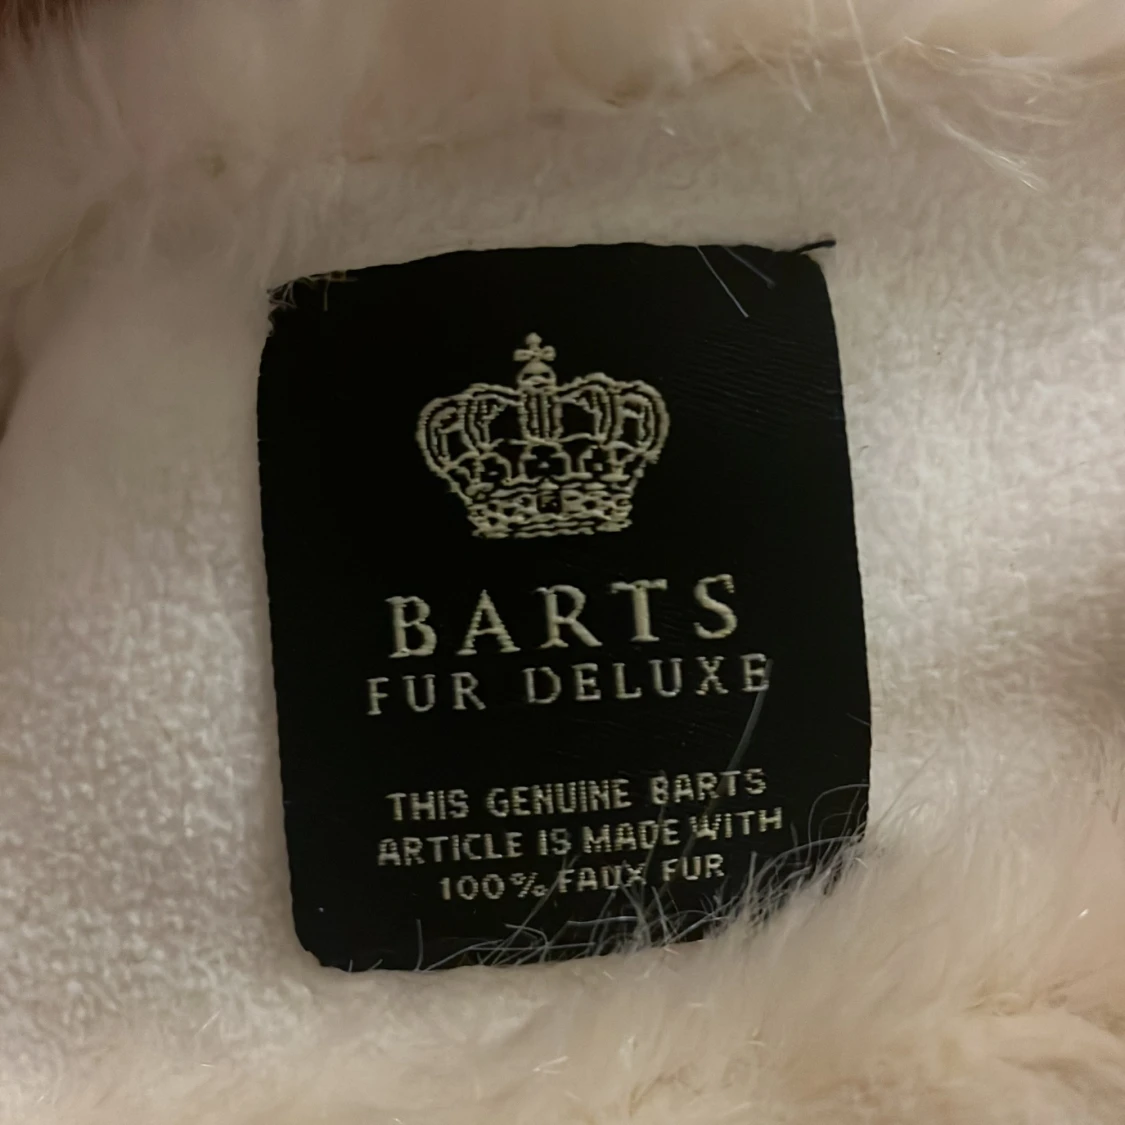 BARTS
FUR DELUXE
THIS GENUINE BARTS
ARTICLE IS MADE WITH
100% FAUX FUR